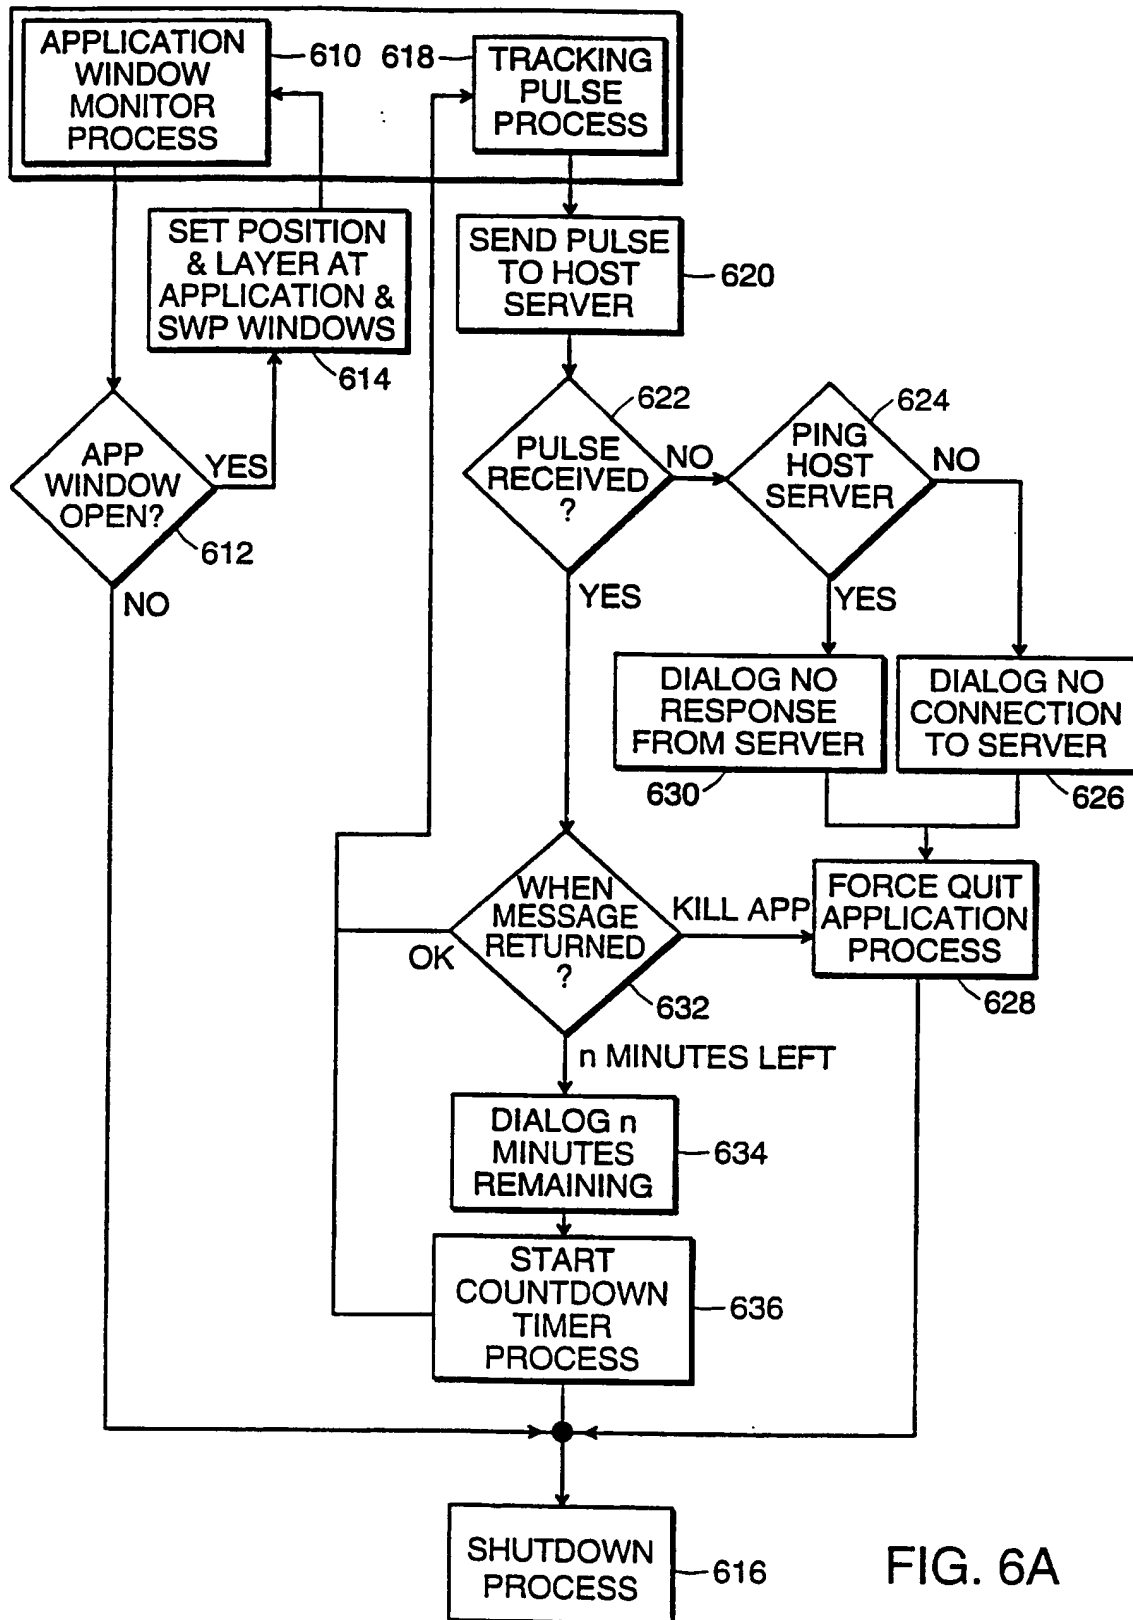 APPLICATION
WINDOW
MONITOR
PROCESS
610
618
TRACKING
PULSE
PROCESS
SET POSITION
& LAYER AT
APPLICATION &
SWP WINDOWS
614
SEND PULSE
TO HOST
SERVER
620
APP
WINDOW
OPEN?
YES
612
NO
PULSE
RECEIVED
?
622
NO
YES
PING
HOST
SERVER
624
NO
YES
DIALOG NO
RESPONSE
FROM SERVER
630
DIALOG NO
CONNECTION
TO SERVER
626
WHEN
MESSAGE
RETURNED
?
OK
632
KILL APP
FORCE QUIT
APPLICATION
PROCESS
628
n MINUTES LEFT
DIALOG n
MINUTES
REMAINING
634
START
COUNTDOWN
TIMER
PROCESS
636
SHUTDOWN
PROCESS
616
FIG. 6A